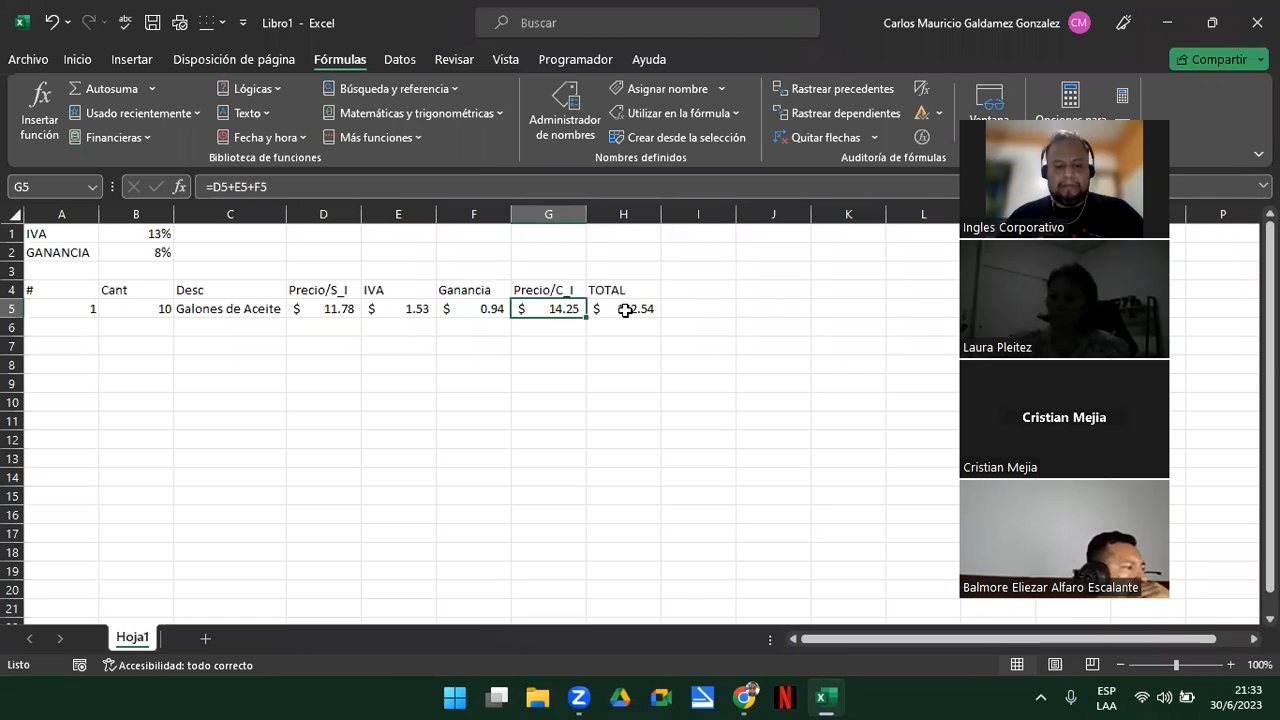 Libro1 - Excel
Buscar
Carlos Mauricio Galdamez Gonzalez
CM
Archivo
Inicio
Insertar
Disposición de página
Fórmulas
Datos
Revisar
Vista
Programador
Ayuda
Compartir
Insertar función
Autosuma
Usado recientemente
Financieras
Lógicas
Texto
Fecha y hora
Búsqueda y referencia
Matemáticas y trigonométricas
Más funciones
Biblioteca de funciones
Administrador de nombres
Asignar nombre
Utilizar en la fórmula
Crear desde la selección
Nombres definidos
Rastrear precedentes
Rastrear dependientes
Quitar flechas
Auditoría de fórmulas
Ventana
Opciones para
G5
fx
=D5+E5+F5
A B C D E F G H I J K L P
1 IVA 13%
2 GANANCIA 8%
3
4 # Cant Desc Precio/S_I IVA Ganancia Precio/C_I TOTAL
5 1 10 Galones de Aceite $ 11.78 $ 1.53 $ 0.94 $ 14.25 $
6
7
8
9
10
11
12
13
14
15
16
17
18
19
20
21
Ingles Corporativo
Laura Pleitez
Cristian Mejia
Cristian Mejia
Balmore Eliezar Alfaro Escalante
Hoja1
Listo
Accesibilidad: todo correcto
100%
ESP
LAA
21:33
30/6/2023